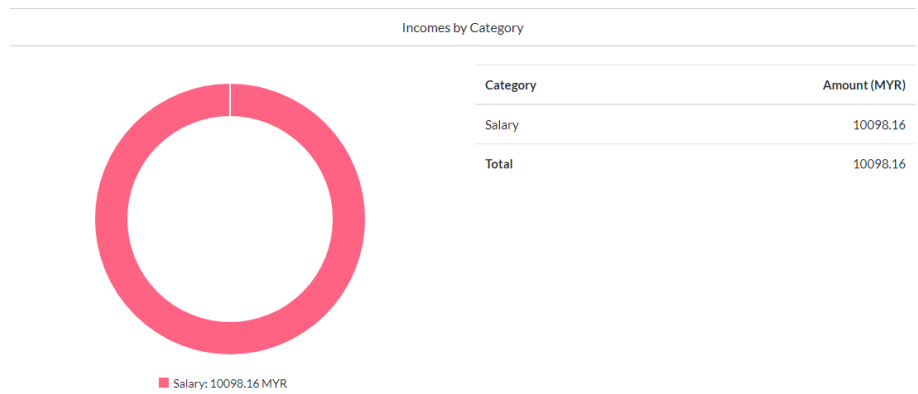 Incomes by Category
Category Amount (MYR)
Salary 10098.16
Total 10098.16
Salary: 10098.16 MYR